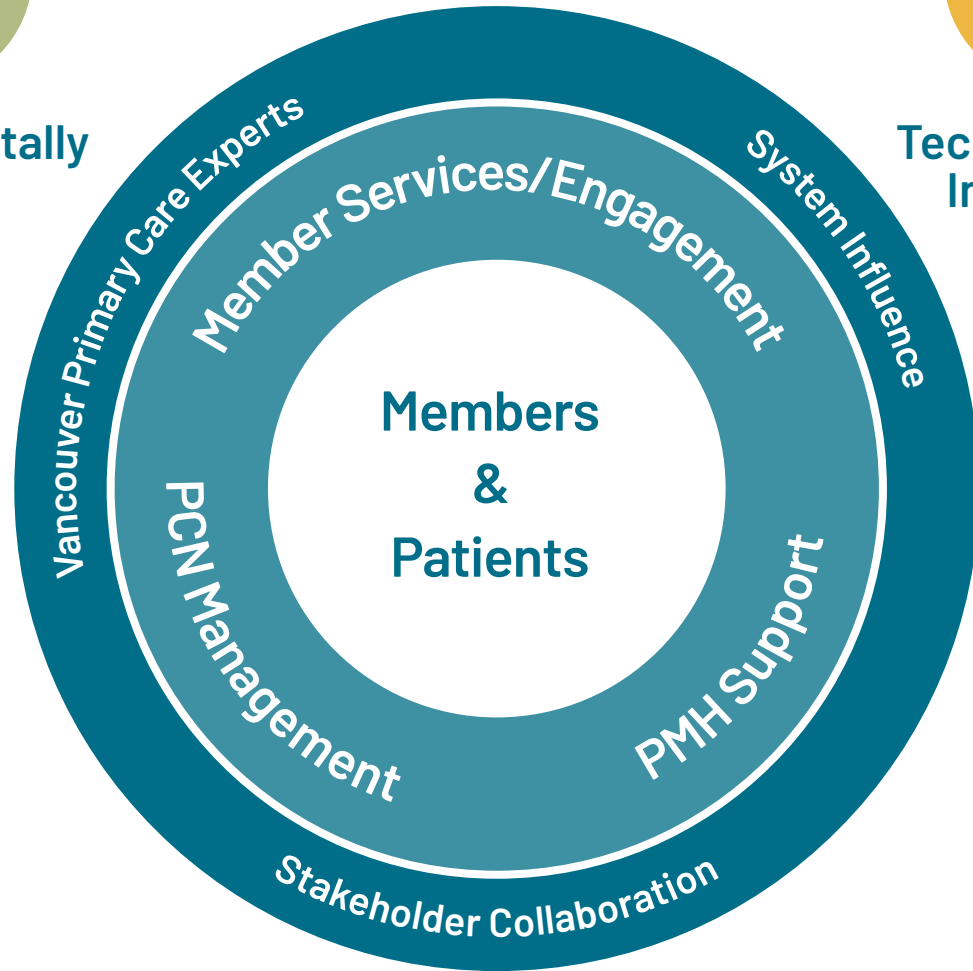 tally
Tec
In
Vancouver Primary Care Experts
System Influence
Member Services/Engagement
Members
&
Patients
PCN Management
PMH Support
Stakeholder Collaboration